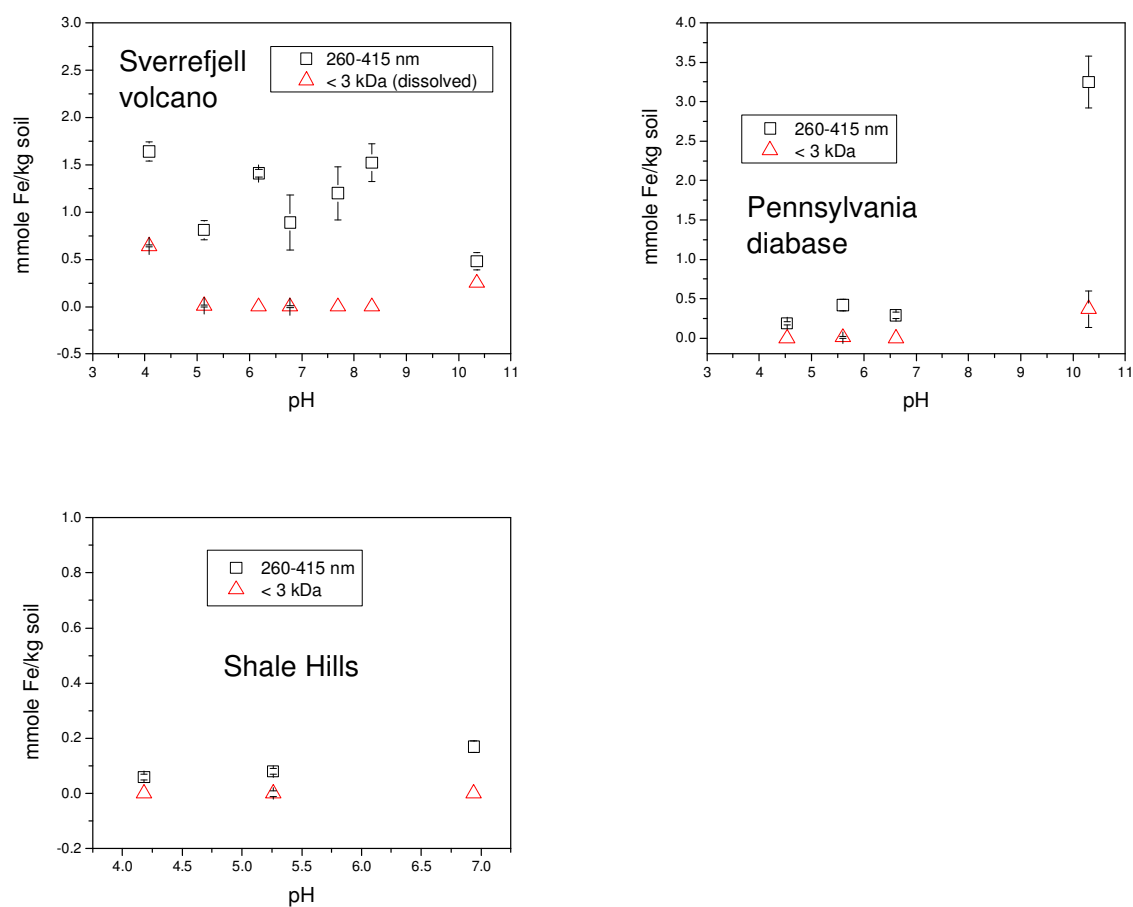 3.0
2.5
2.0
1.5
1.0
0.5
0.0
-0.5
mmole Fe/kg soil
Sverrefjell
volcano
260-415 nm
< 3 kDa (dissolved)
3 4 5 6 7 8 9 10 11
pH
4.0
3.5
3.0
2.5
2.0
1.5
1.0
0.5
0.0
mmole Fe/kg soil
260-415 nm
< 3 kDa
Pennsylvania
diabase
3 4 5 6 7 8 9 10 11
pH
1.0
0.8
0.6
0.4
0.2
0.0
-0.2
mmole Fe/kg soil
260-415 nm
< 3 kDa
Shale Hills
4.0 4.5 5.0 5.5 6.0 6.5 7.0
pH